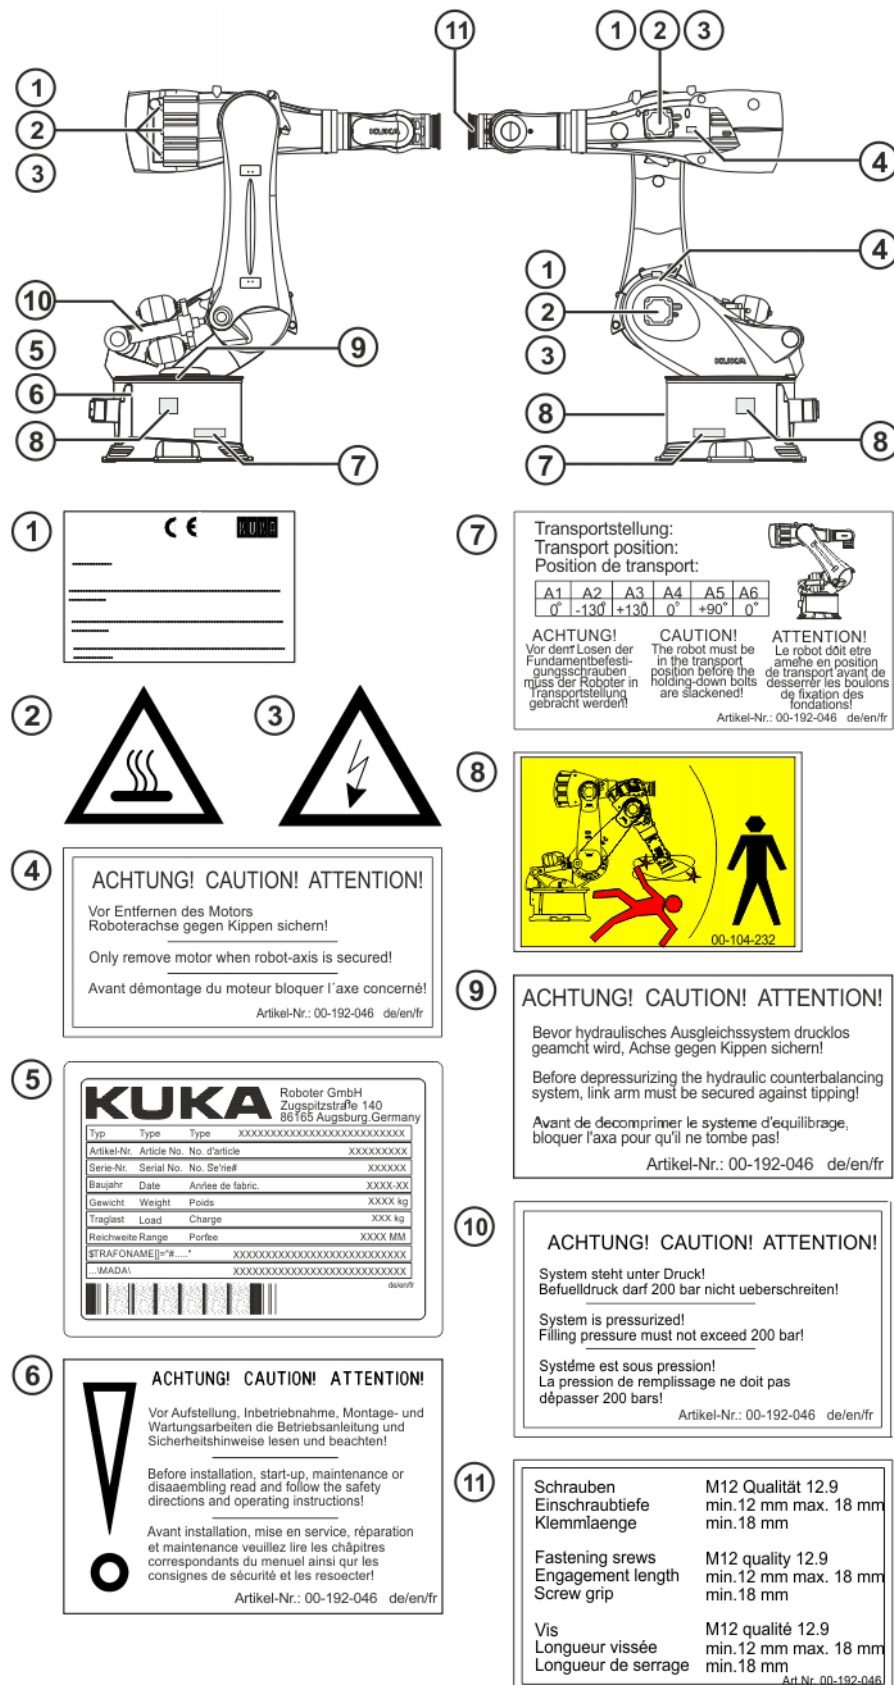 11
1 2 3
1
2
3
4
4
1
2
3
10
5
6
8
9
7
8
7
8
KUKA
KUKA
1
CE KUKA
2
3
4
ACHTUNG! CAUTION! ATTENTION!
Vor Entfernen des Motors
Roboterachse gegen Kippen sichern!
Only remove motor when robot-axis is secured!
Avant démontage du moteur bloquer l´axe concerné!
Artikel-Nr.: 00-192-046 de/en/fr
5
KUKA
Roboter GmbH
Zugspitzstraße 140
86165 Augsburg.Germany
Typ Type Type XXXXXXXXXXXXXXXXXXXXXXXXXX
Artikel-Nr. Article No. No. d'article XXXXXXXXX
Serie-Nr. Serial No. No. Se'rie# XXXXXX
Baujahr Date Anńee de fabric. XXXX-XX
Gewicht Weight Poids XXXX kg
Traglast Load Charge XXX kg
Reichweite Range Porfee XXXX MM
$TRAFONAME[]="#....." XXXXXXXXXXXXXXXXXXXXXXXXXXX
...\MADA\ XXXXXXXXXXXXXXXXXXXXXXXXXXX
de/en/fr
6
ACHTUNG! CAUTION! ATTENTION!
Vor Aufstellung, Inbetriebnahme, Montage- und
Wartungsarbeiten die Betriebsanleitung und
Sicherheitshinweise lesen und beachten!
Before installation, start-up, maintenance or
disaaembling read and follow the safety
directions and operating instructions!
Avant installation, mise en service, réparation
et maintenance veuillez lire les châpitres
correspondants du menuel ainsi qur les
consignes de sécurité et les resoecter!
Artikel-Nr.: 00-192-046 de/en/fr
7
Transportstellung:
Transport position:
Position de transport:
A1 A2 A3 A4 A5 A6
0° -130° +130° 0° +90° 0°
ACHTUNG!
Vor dem Losen der
Fundamentbefesti-
gungsschrauben
muss der Roboter in
Transportstellung
gebracht werden!
CAUTION!
The robot must be
in the transport
position before the
holding-down bolts
are slackened!
ATTENTION!
Le robot doit etre
amene en position
de transport avant de
desserrer les boulons
de fixation des
fondations!
Artikel-Nr.: 00-192-046 de/en/fr
8
00-104-232
9
ACHTUNG! CAUTION! ATTENTION!
Bevor hydraulisches Ausgleichssystem drucklos
geamcht wird, Achse gegen Kippen sichern!
Before depressurizing the hydraulic counterbalancing
system, link arm must be secured against tipping!
Avant de decomprimer le systeme d'equilibrage,
bloquer l'axa pour qu'il ne tombe pas!
Artikel-Nr.: 00-192-046 de/en/fr
10
ACHTUNG! CAUTION! ATTENTION!
System steht unter Druck!
Befuelldruck darf 200 bar nicht ueberschreiten!
System is pressurized!
Filling pressure must not exceed 200 bar!
Système est sous pression!
La pression de remplissage ne doit pas
dépasser 200 bars!
Artikel-Nr.: 00-192-046 de/en/fr
11
Schrauben M12 Qualität 12.9
Einschraubtiefe min.12 mm max. 18 mm
Klemmlaenge min.18 mm
Fastening srews M12 quality 12.9
Engagement length min.12 mm max. 18 mm
Screw grip min.18 mm
Vis M12 qualité 12.9
Longueur vissée min.12 mm max. 18 mm
Longueur de serrage min.18 mm
Art.Nr. 00-192-046